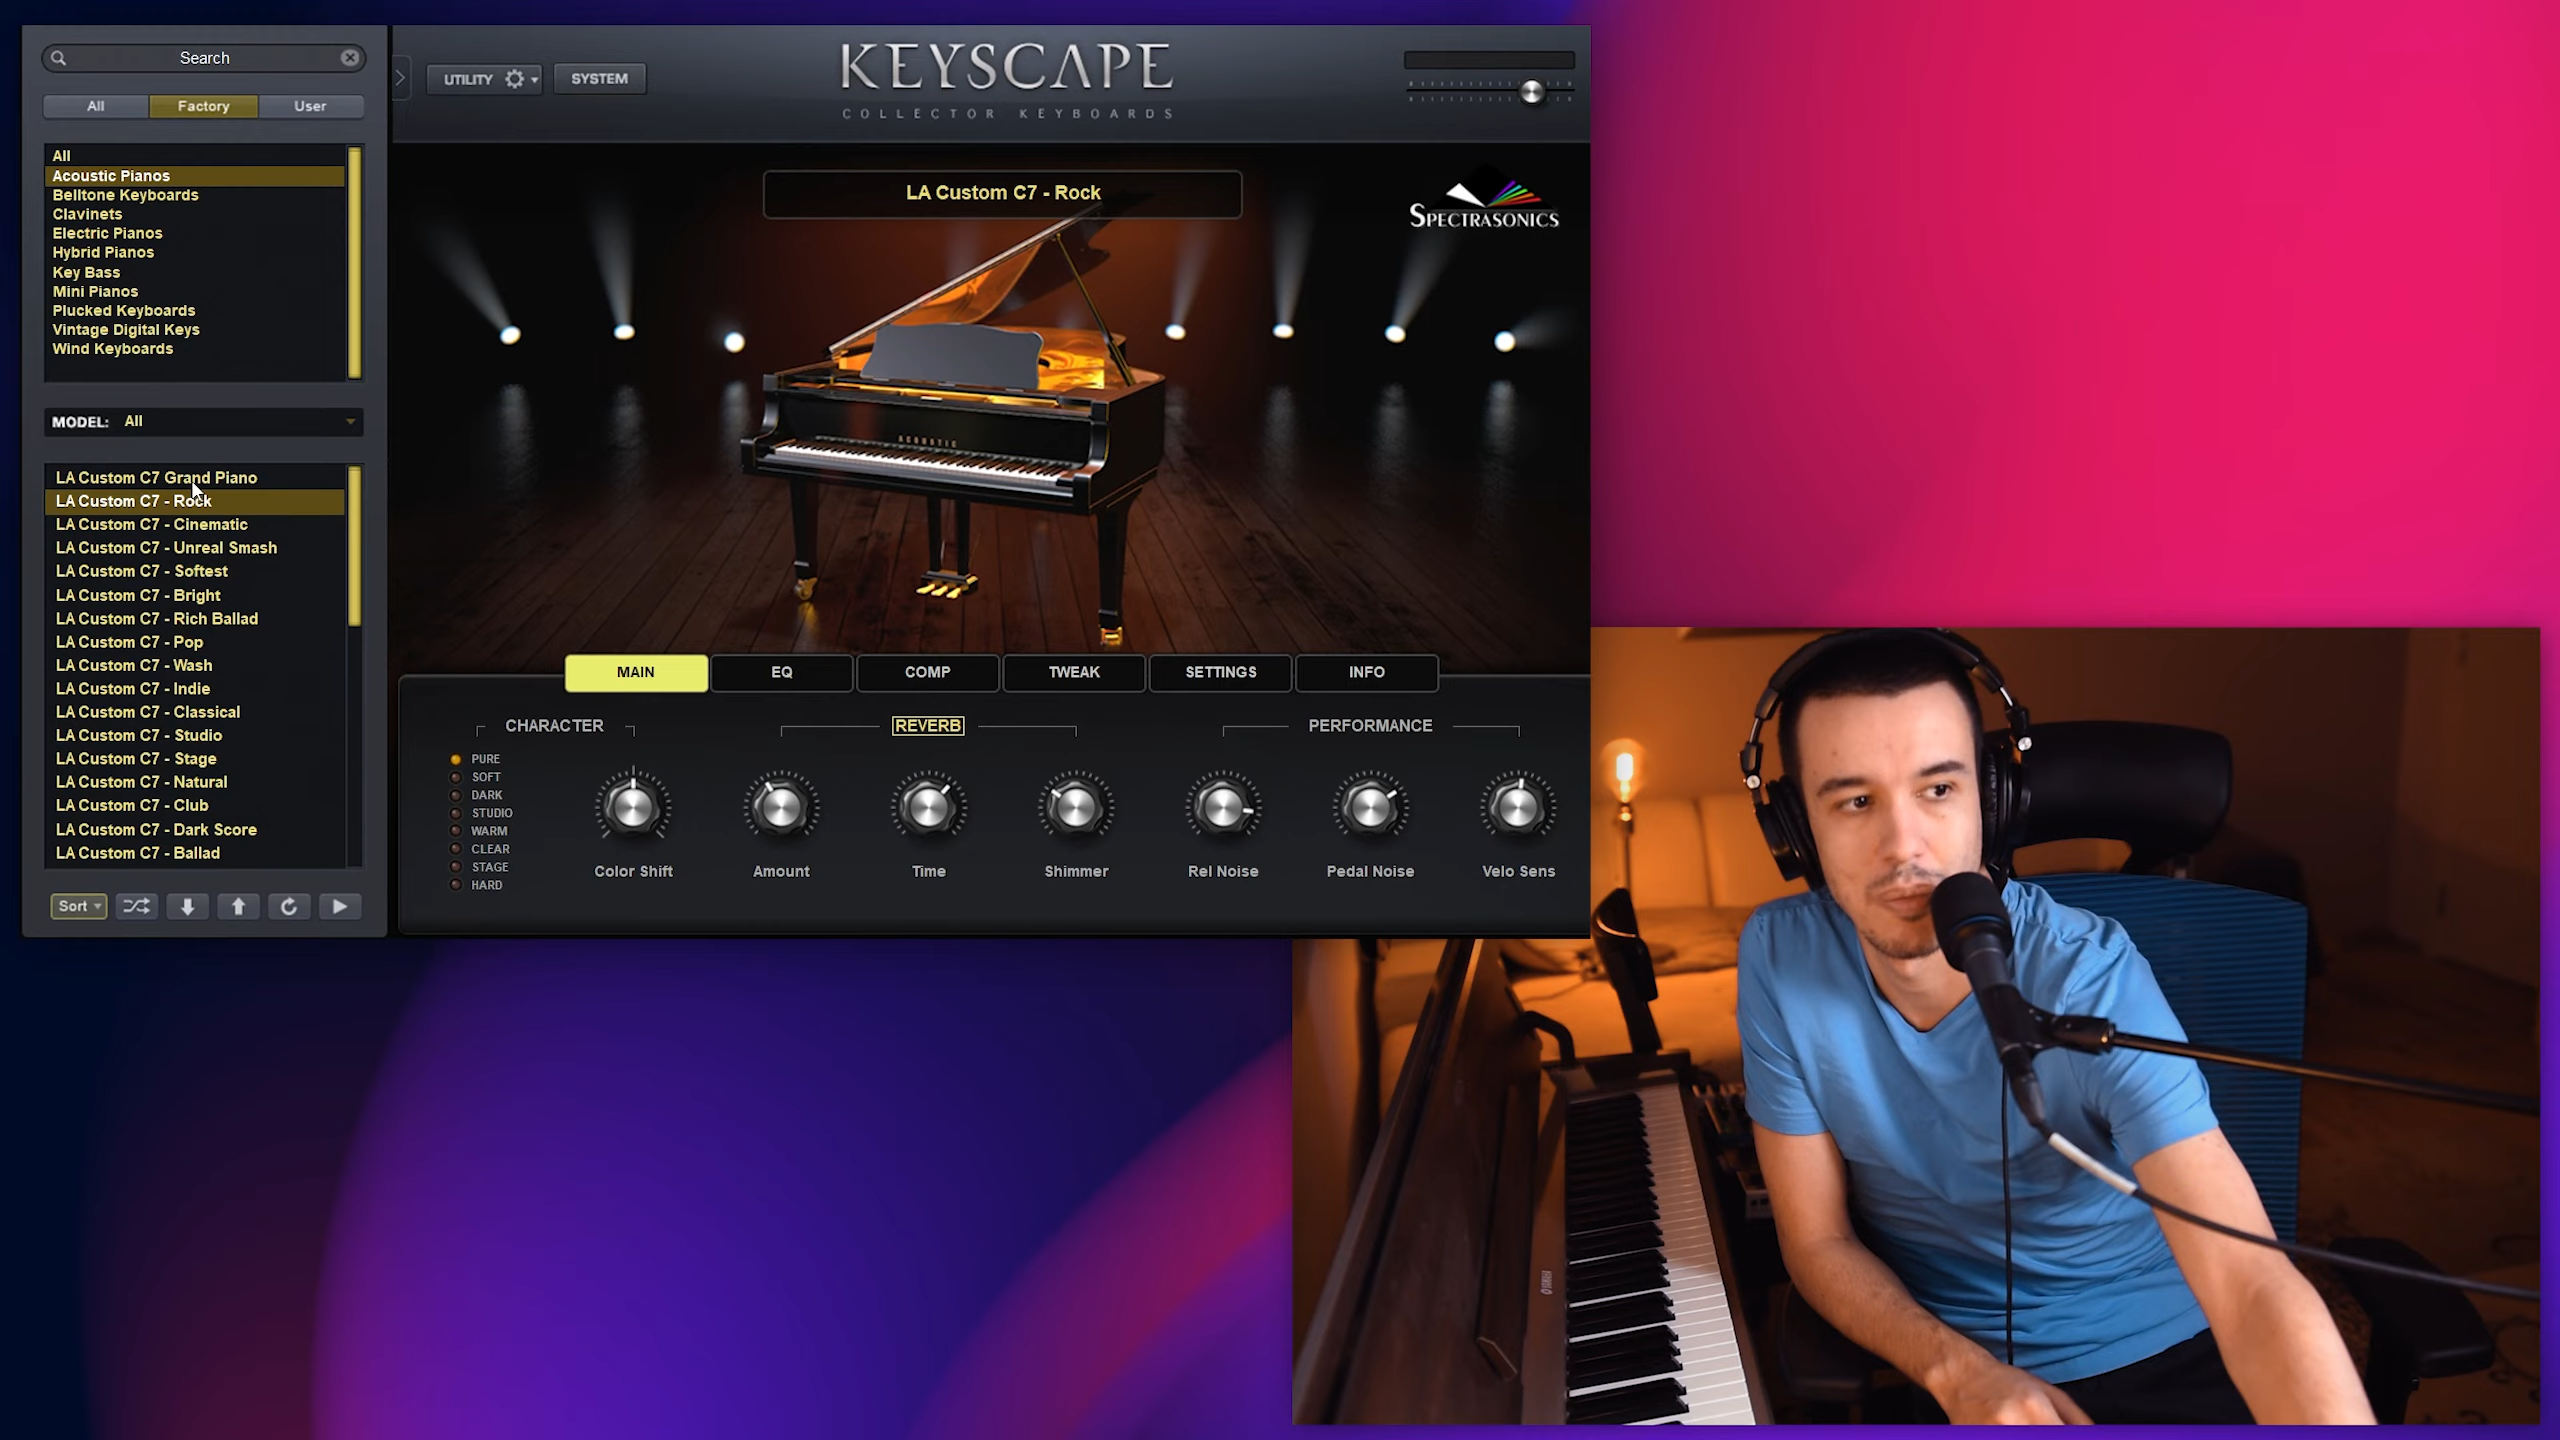 Search
All
Factory
User
All
Acoustic Pianos
Belltone Keyboards
Clavinets
Electric Pianos
Hybrid Pianos
Key Bass
Mini Pianos
Plucked Keyboards
Vintage Digital Keys
Wind Keyboards
MODEL: All
LA Custom C7 Grand Piano
LA Custom C7 - Rock
LA Custom C7 - Cinematic
LA Custom C7 - Unreal Smash
LA Custom C7 - Softest
LA Custom C7 - Bright
LA Custom C7 - Rich Ballad
LA Custom C7 - Pop
LA Custom C7 - Wash
LA Custom C7 - Indie
LA Custom C7 - Classical
LA Custom C7 - Studio
LA Custom C7 - Stage
LA Custom C7 - Natural
LA Custom C7 - Club
LA Custom C7 - Dark Score
LA Custom C7 - Ballad
Sort
UTILITY
SYSTEM
KEYSCAPE
COLLECTOR KEYBOARDS
LA Custom C7 - Rock
SPECTRASONICS
ACOUSTIC
MAIN
EQ
COMP
TWEAK
SETTINGS
INFO
CHARACTER
REVERB
PERFORMANCE
PURE
SOFT
DARK
STUDIO
WARM
CLEAR
STAGE
HARD
Color Shift
Amount
Time
Shimmer
Rel Noise
Pedal Noise
Velo Sens
YAMAHA